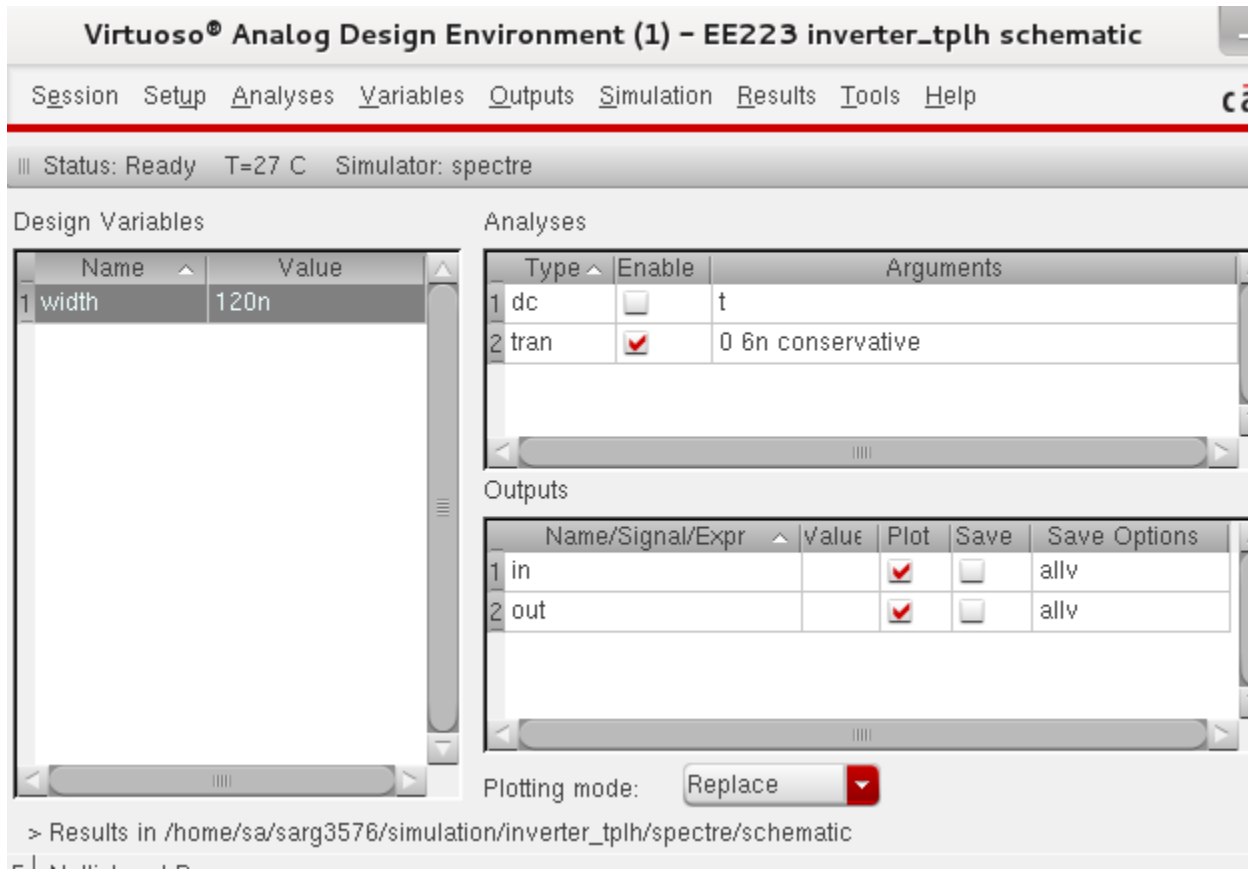 Virtuoso® Analog Design Environment (1) – EE223 inverter_tplh schematic
Session Setup Analyses Variables Outputs Simulation Results Tools Help
Status: Ready T=27 C Simulator: spectre
Design Variables
Name Value
1 width 120n
Analyses
Type Enable Arguments
1 dc t
2 tran 0 6n conservative
Outputs
Name/Signal/Expr Value Plot Save Save Options
1 in allv
2 out allv
Plotting mode: Replace
> Results in /home/sa/sarg3576/simulation/inverter_tplh/spectre/schematic